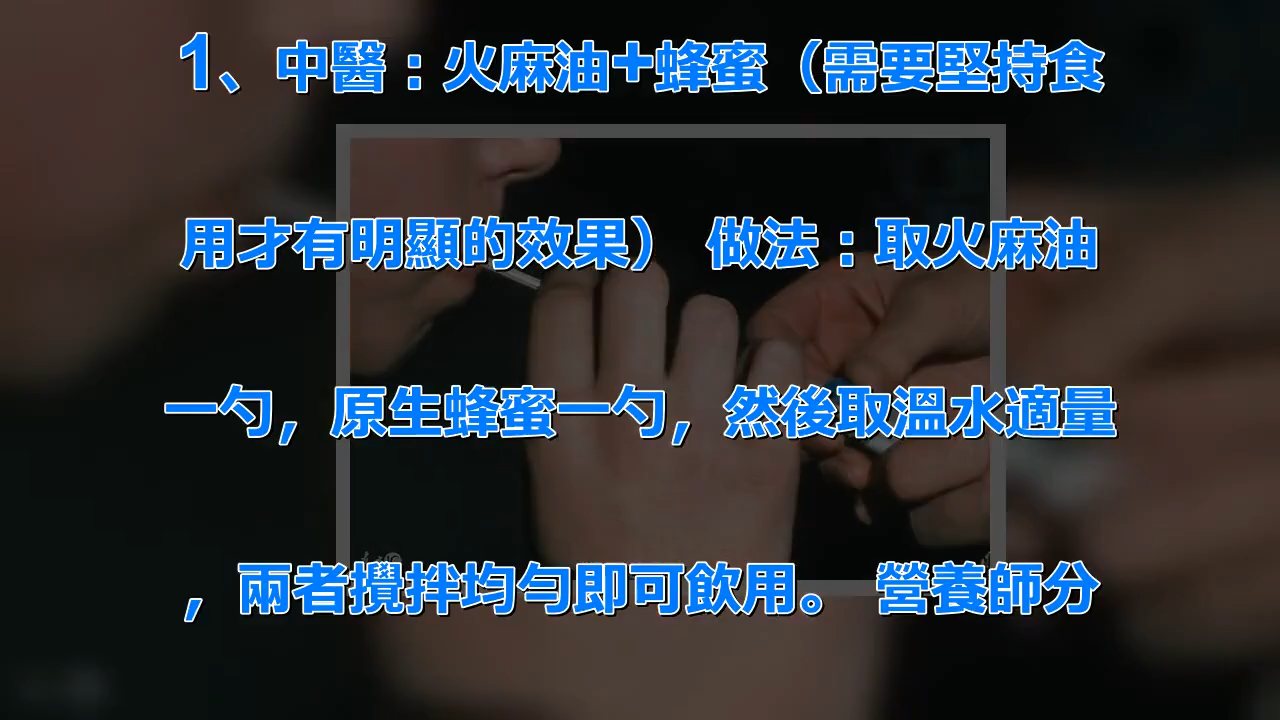 1、中醫：火麻油+蜂蜜（需要堅持食
用才有明顯的效果） 做法：取火麻油
一勺，原生蜂蜜一勺，然後取溫水適量
，兩者攪拌均勻即可飲用。 營養師分